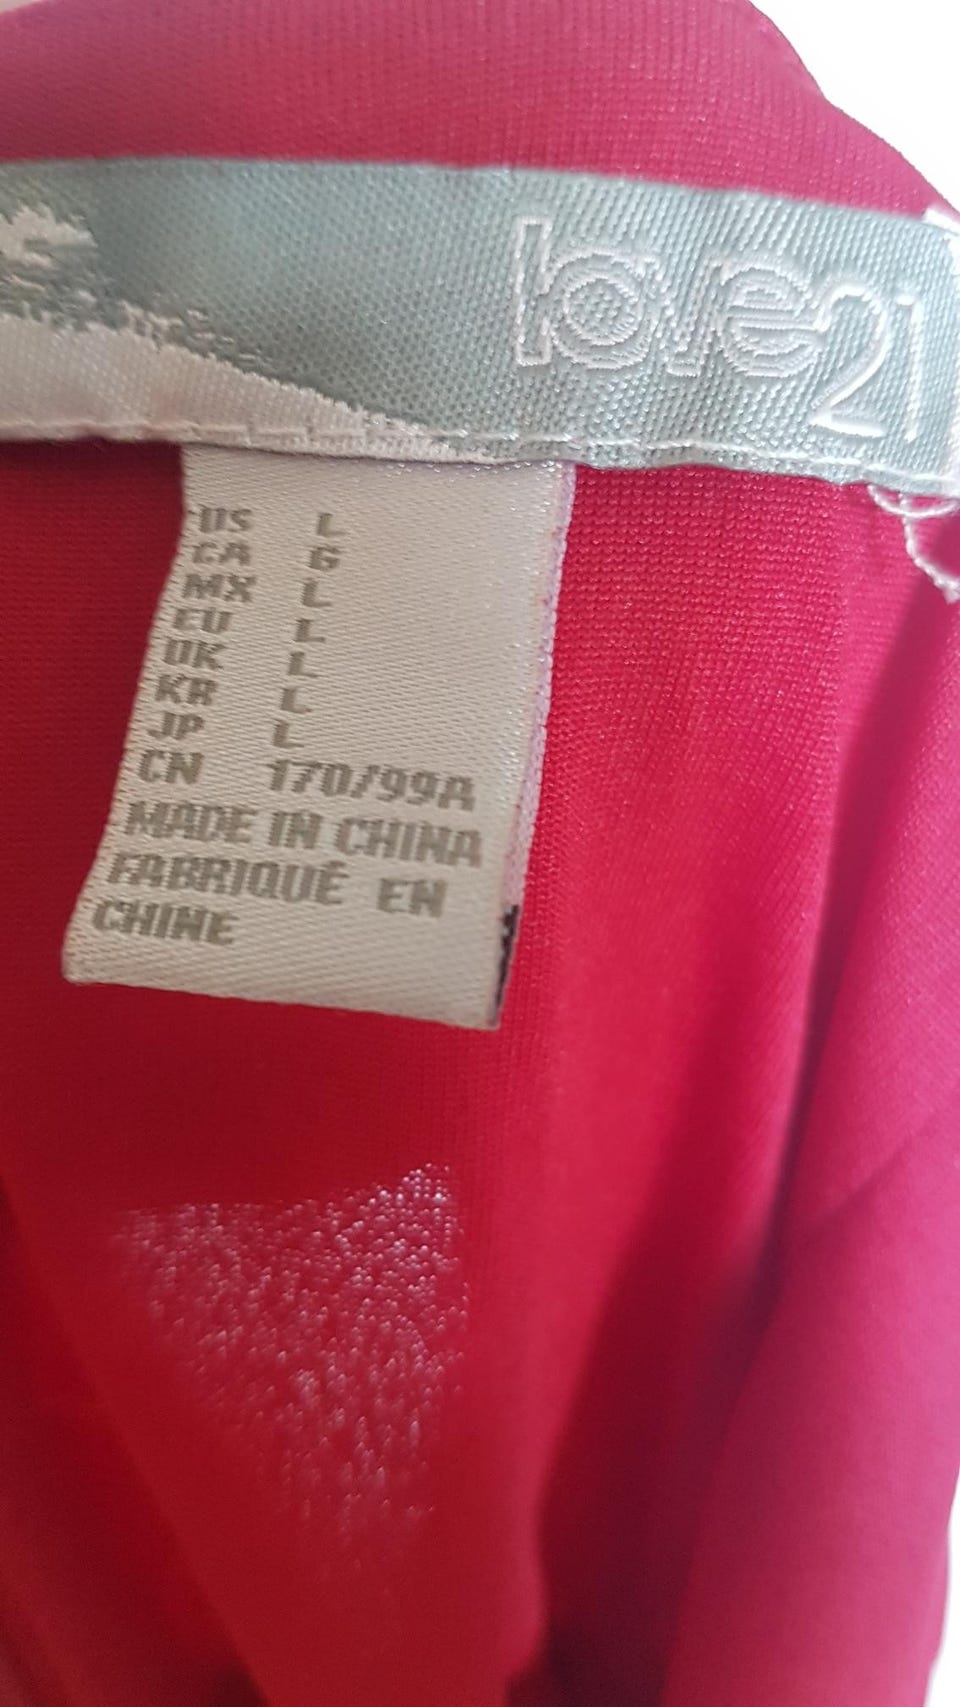 love21
US L
CA G
MX L
EU L
UK L
KR L
JP L
CN 170/99A
MADE IN CHINA
FABRIQUÉ EN
CHINE